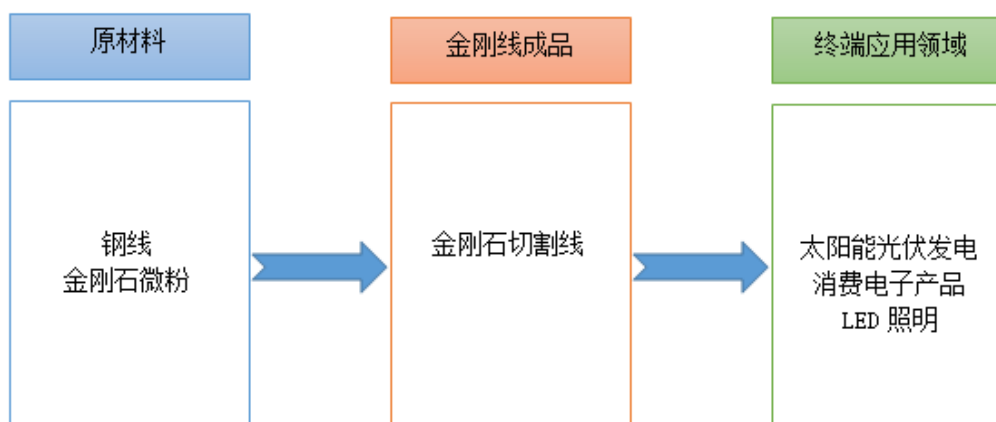 原材料
金刚线成品
终端应用领域
钢线
金刚石微粉
金刚石切割线
太阳能光伏发电
消费电子产品
LED 照明